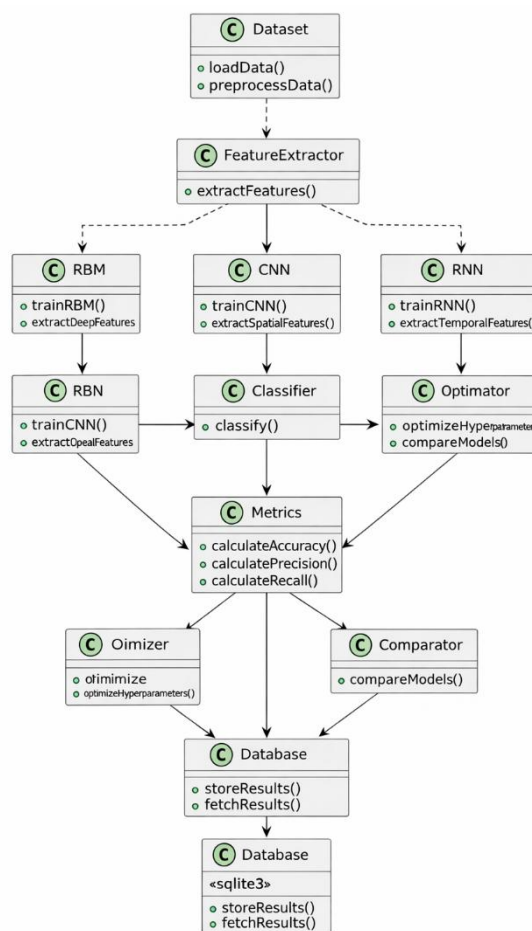 C Dataset
loadData()
preprocessData()
C FeatureExtractor
extractFeatures()
C RBM
trainRBM()
extractDeepFeatures
C CNN
trainCNN()
extractSpatialFeatures()
C RNN
trainRNN()
extractTemporalFeatures(
C RBN
trainCNN()
extractOpealFeatures
C Classifier
classify()
C Optimator
optimizeHyperparameter
compareModels()
C Metrics
calculateAccuracy()
calculatePrecision()
calculateRecall()
C Oimizer
otimimize
optimizeHyperparameters()
C Comparator
compareModels()
C Database
storeResults()
fetchResults()
C Database
«sqlite3»
storeResults()
fetchResults()